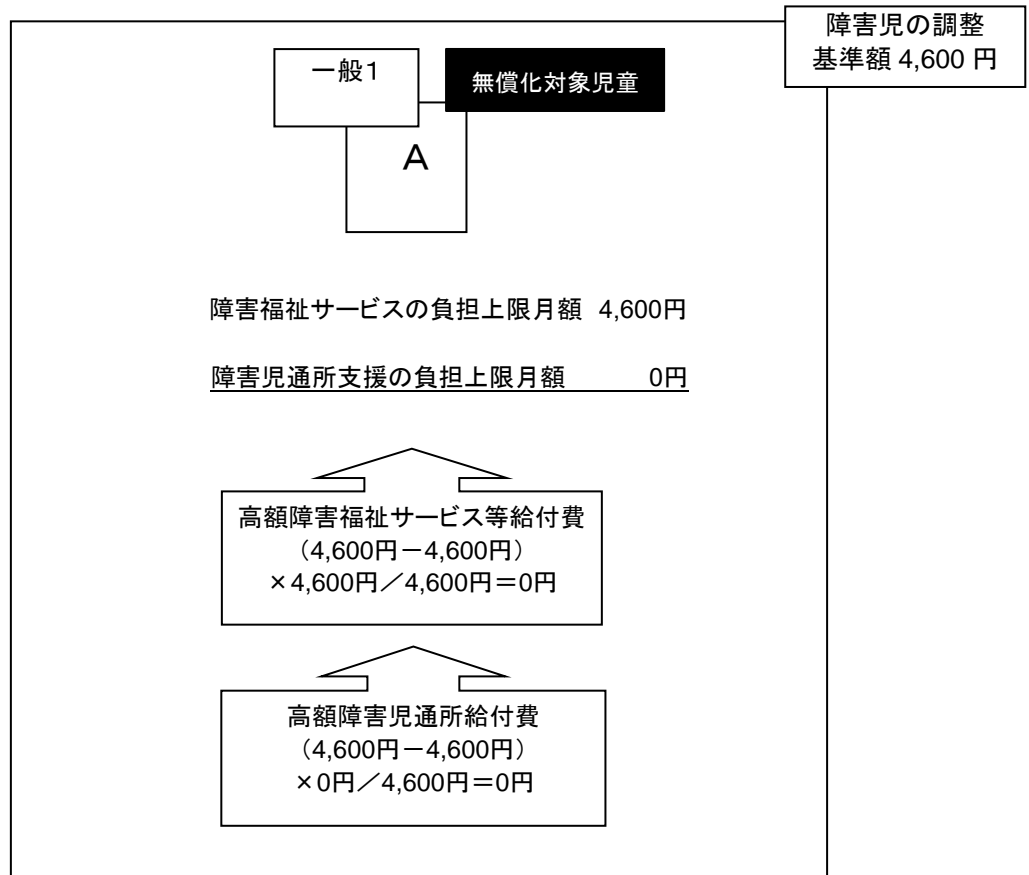 障害児の調整
基準額 4,600 円
一般1
無償化対象児童
A
障害福祉サービスの負担上限月額 4,600円
障害児通所支援の負担上限月額 0円
高額障害福祉サービス等給付費
(4,600円-4,600円)
×4,600円/4,600円=0円
高額障害児通所給付費
(4,600円-4,600円)
×0円/4,600円=0円